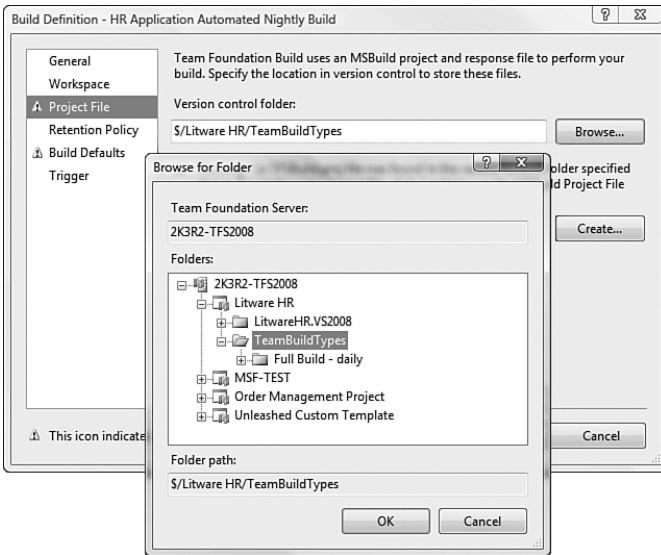 Build Definition - HR Application Automated Nightly Build
General
Workspace
Project File
Retention Policy
Build Defaults
Trigger
Team Foundation Build uses an MSBuild project and response file to perform your
build. Specify the location in version control to store these files.
Version control folder:
$/Litware HR/TeamBuildTypes
Browse...
older specified
ld Project File
Create...
This icon indicate
Cancel
Browse for Folder
Team Foundation Server:
2K3R2-TFS2008
Folders:
2K3R2-TFS2008
Litware HR
LitwareHR.VS2008
TeamBuildTypes
Full Build - daily
MSF-TEST
Order Management Project
Unleashed Custom Template
Folder path:
$/Litware HR/TeamBuildTypes
OK
Cancel